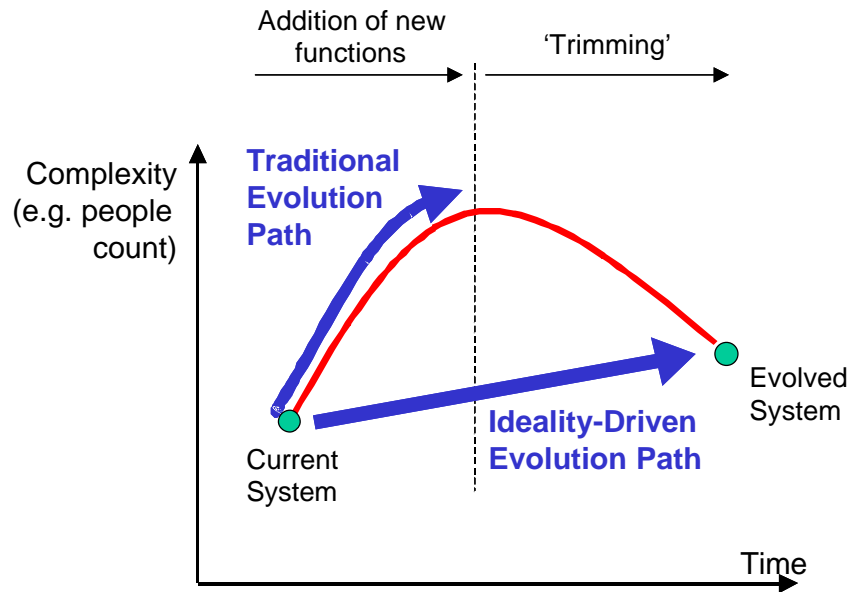 Addition of new
functions
‘Trimming’
Complexity
(e.g. people
count)
Traditional
Evolution
Path
Evolved
System
Ideality-Driven
Evolution Path
Current
System
Time